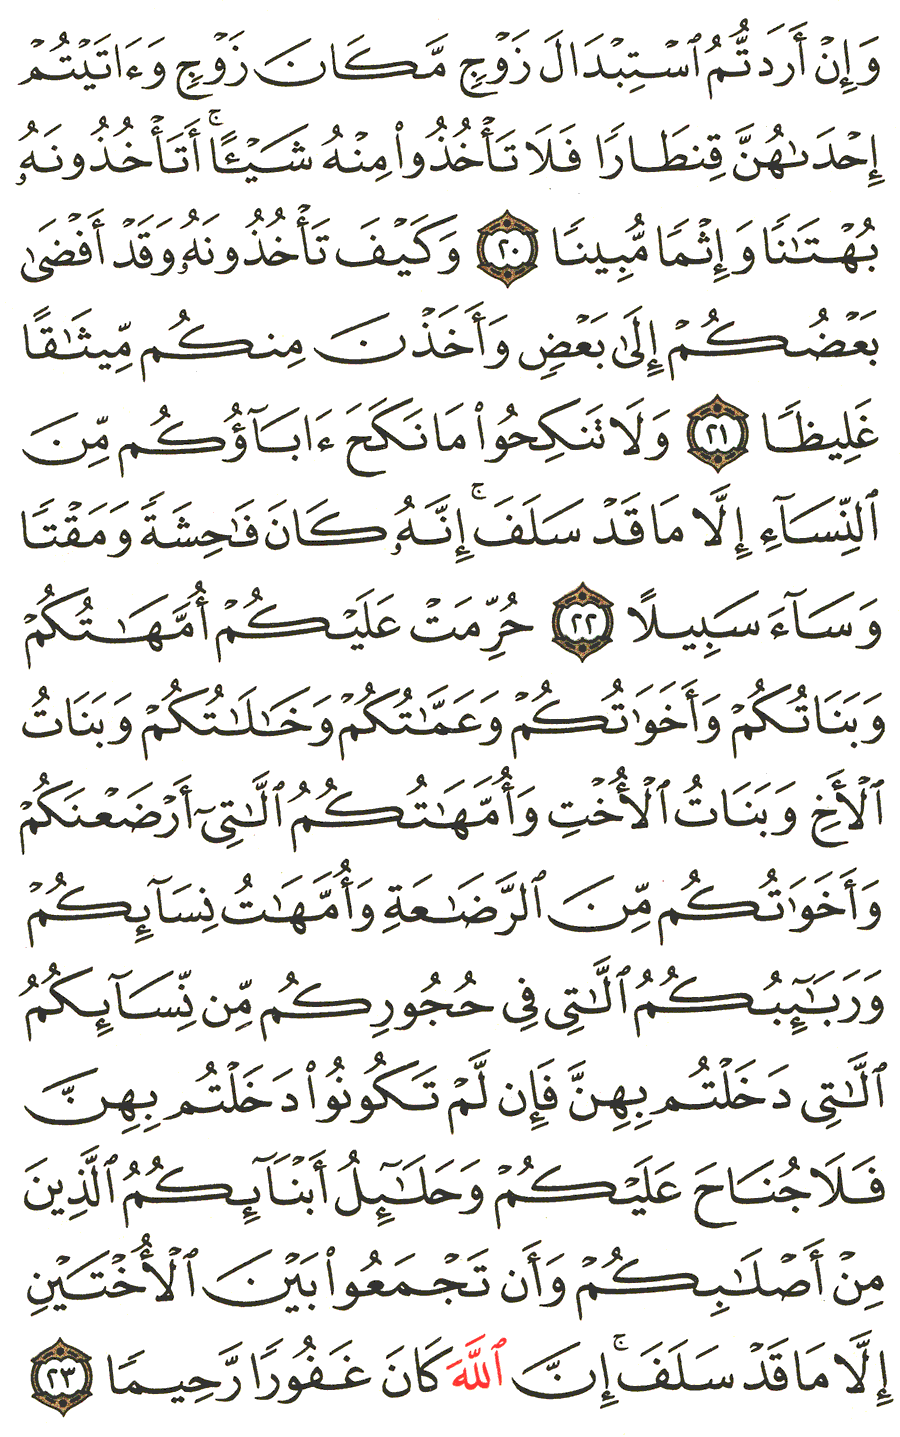 وَإِنْ أَرَدتُّمُ ٱسْتِبْدَالَ زَوْجٍ مَّكَانَ زَوْجٍ وَءَاتَيْتُمْ
إِحْدَىٰهُنَّ قِنطَارًا فَلَا تَأْخُذُوا۟ مِنْهُ شَيْـًٔا ۚ أَتَأْخُذُونَهُۥ
بُهْتَـٰنًا وَإِثْمًا مُّبِينًا ٢٠ وَكَيْفَ تَأْخُذُونَهُۥ وَقَدْ أَفْضَىٰ
بَعْضُكُمْ إِلَىٰ بَعْضٍ وَأَخَذْنَ مِنكُم مِّيثَـٰقًا
غَلِيظًا ٢١ وَلَا تَنكِحُوا۟ مَا نَكَحَ ءَابَآؤُكُم مِّنَ
ٱلنِّسَآءِ إِلَّا مَا قَدْ سَلَفَ ۚ إِنَّهُۥ كَانَ فَـٰحِشَةً وَمَقْتًا
وَسَآءَ سَبِيلًا ٢٢ حُرِّمَتْ عَلَيْكُمْ أُمَّهَـٰتُكُمْ
وَبَنَاتُكُمْ وَأَخَوَٰتُكُمْ وَعَمَّـٰتُكُمْ وَخَـٰلَـٰتُكُمْ وَبَنَاتُ
ٱلْأَخِ وَبَنَاتُ ٱلْأُخْتِ وَأُمَّهَـٰتُكُمُ ٱلَّـٰتِىٓ أَرْضَعْنَكُمْ
وَأَخَوَٰتُكُم مِّنَ ٱلرَّضَـٰعَةِ وَأُمَّهَـٰتُ نِسَآئِكُمْ
وَرَبَـٰٓئِبُكُمُ ٱلَّـٰتِى فِى حُجُورِكُم مِّن نِّسَآئِكُمُ
ٱلَّـٰتِى دَخَلْتُم بِهِنَّ فَإِن لَّمْ تَكُونُوا۟ دَخَلْتُم بِهِنَّ
فَلَا جُنَاحَ عَلَيْكُمْ وَحَلَـٰٓئِلُ أَبْنَآئِكُمُ ٱلَّذِينَ
مِنْ أَصْلَـٰبِكُمْ وَأَن تَجْمَعُوا۟ بَيْنَ ٱلْأُخْتَيْنِ
إِلَّا مَا قَدْ سَلَفَ ۗ إِنَّ ٱللَّهَ كَانَ غَفُورًا رَّحِيمًا ٢٣